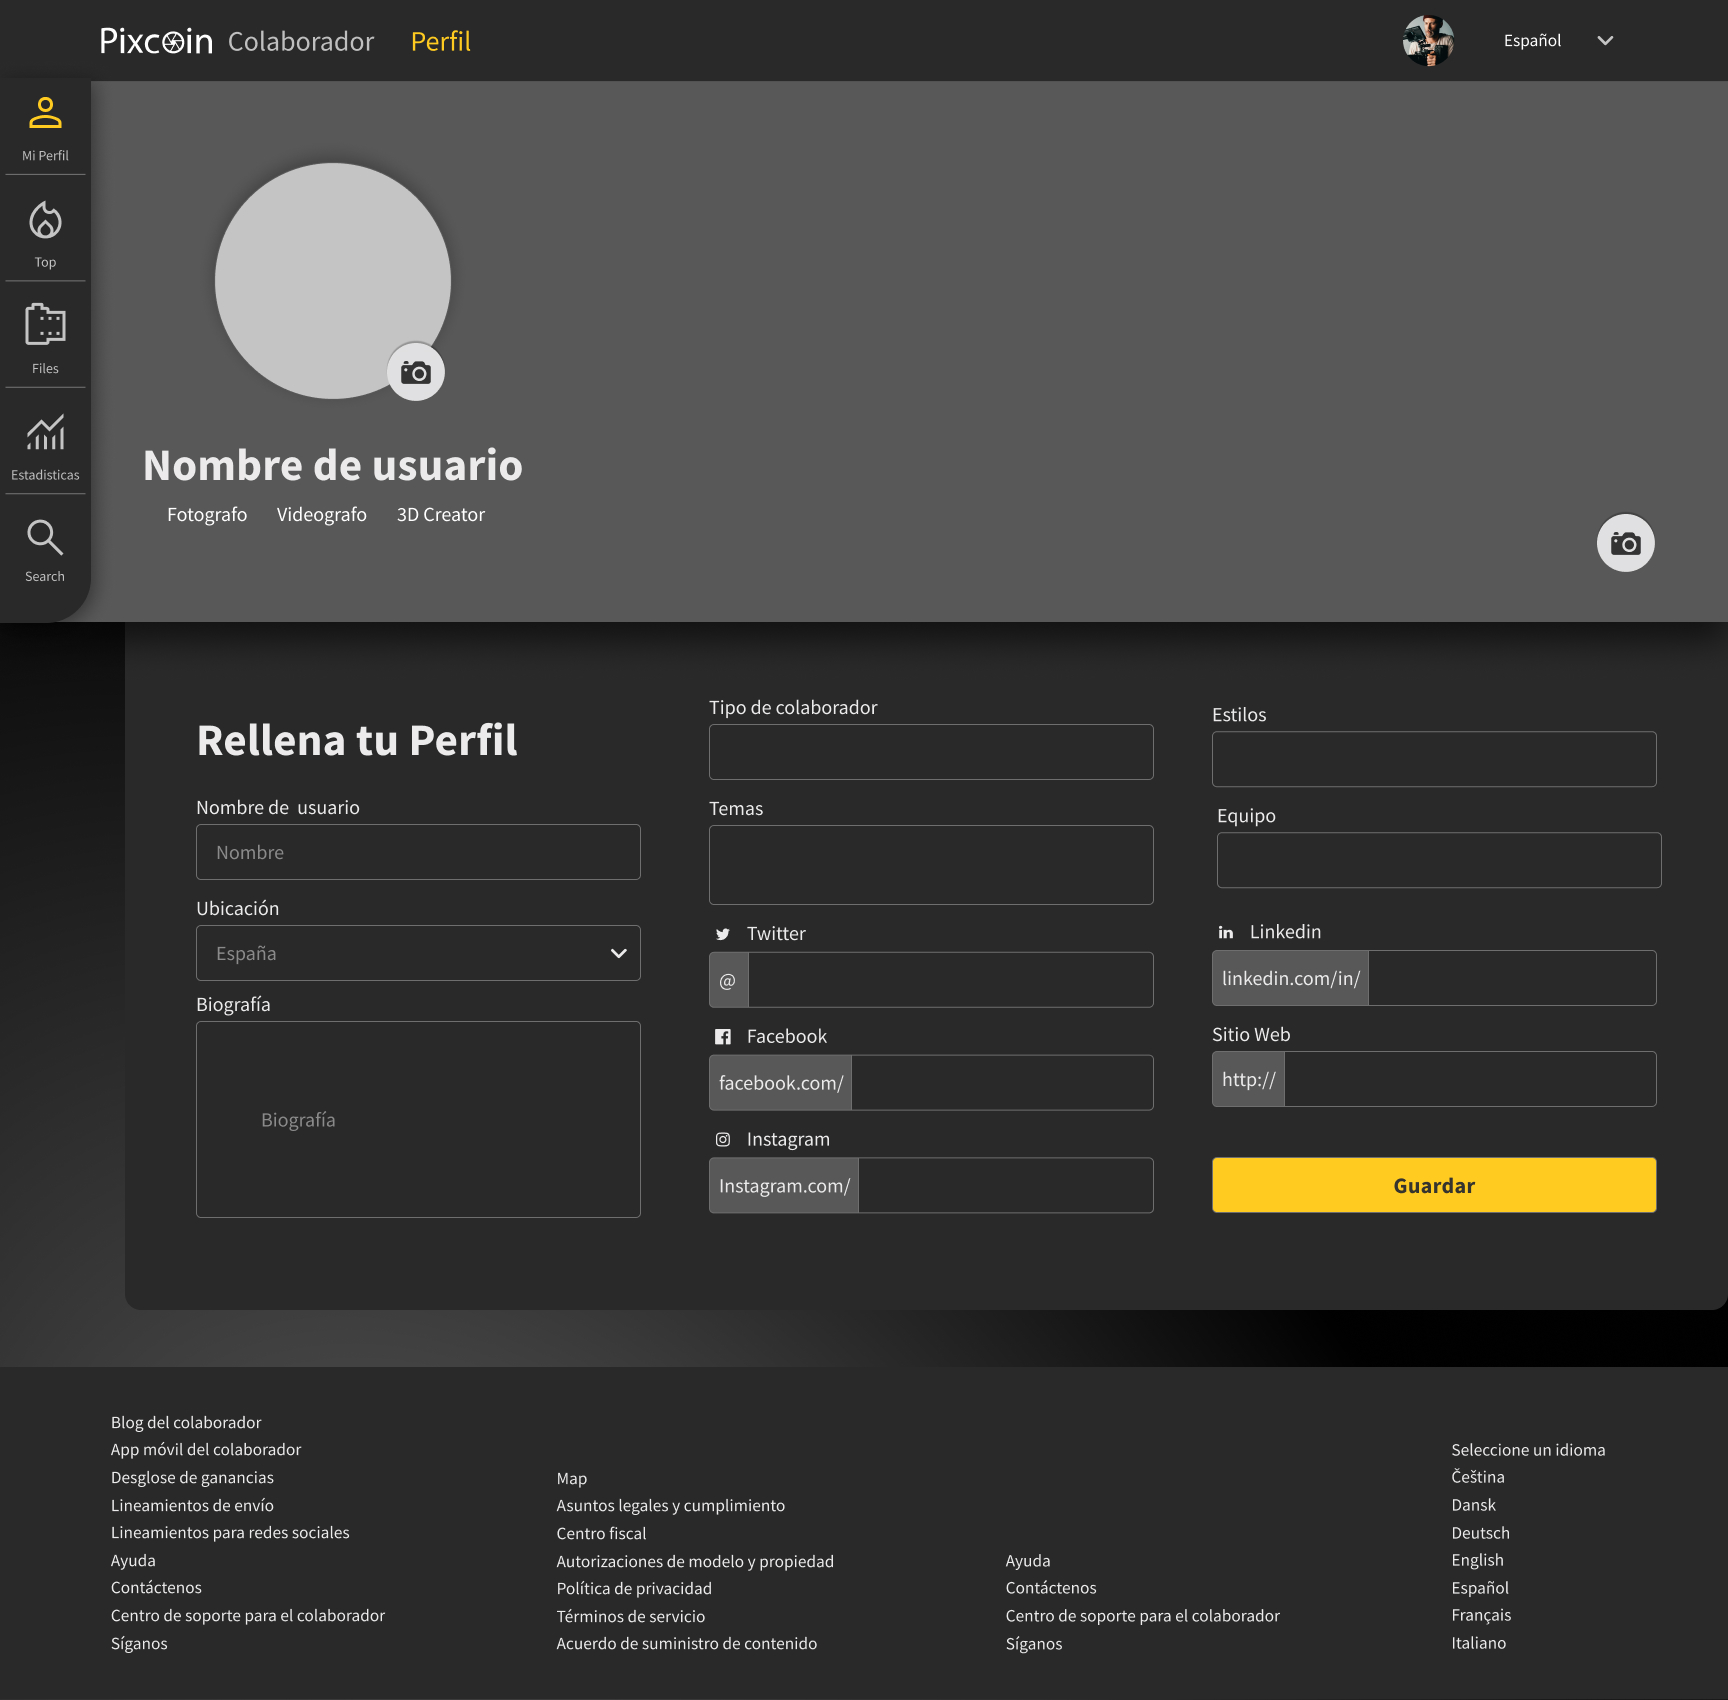 Pixcoin Colaborador Perfil
Español
Mi Perfil
Top
Files
Estadisticas
Search
Nombre de usuario
Fotografo Videografo 3D Creator
Rellena tu Perfil
Nombre de usuario
Nombre
Ubicación
España
Biografía
Biografía
Tipo de colaborador
Temas
Twitter
@
Facebook
facebook.com/
Instagram
Instagram.com/
Estilos
Equipo
in Linkedin
linkedin.com/in/
Sitio Web
http://
Guardar
Blog del colaborador
App móvil del colaborador
Desglose de ganancias
Lineamientos de envío
Lineamientos para redes sociales
Ayuda
Contáctenos
Centro de soporte para el colaborador
Síganos
Map
Asuntos legales y cumplimiento
Centro fiscal
Autorizaciones de modelo y propiedad
Política de privacidad
Términos de servicio
Acuerdo de suministro de contenido
Ayuda
Contáctenos
Centro de soporte para el colaborador
Síganos
Seleccione un idioma
Čeština
Dansk
Deutsch
English
Español
Français
Italiano